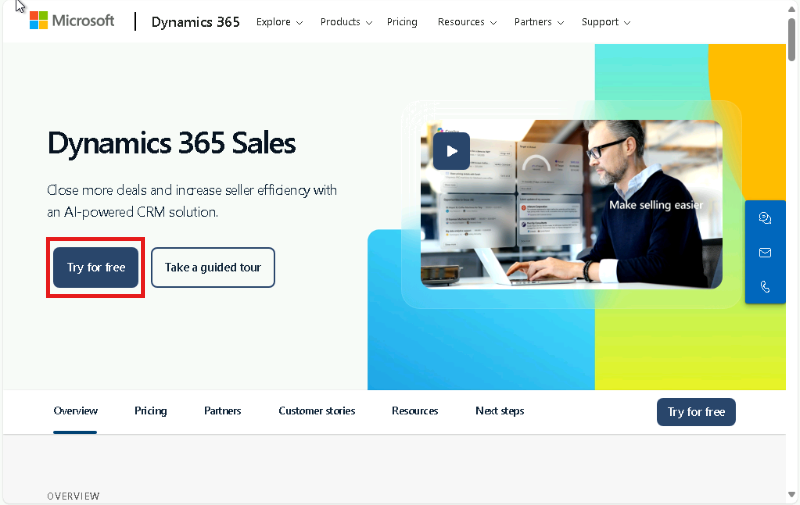 Microsoft
Dynamics 365
Explore
Products
Pricing
Resources
Partners
Support
Dynamics 365 Sales
Close more deals and increase seller efficiency with
an AI-powered CRM solution.
Try for free
Take a guided tour
Make selling easier
Overview
Pricing
Partners
Customer stories
Resources
Next steps
Try for free
OVERVIEW